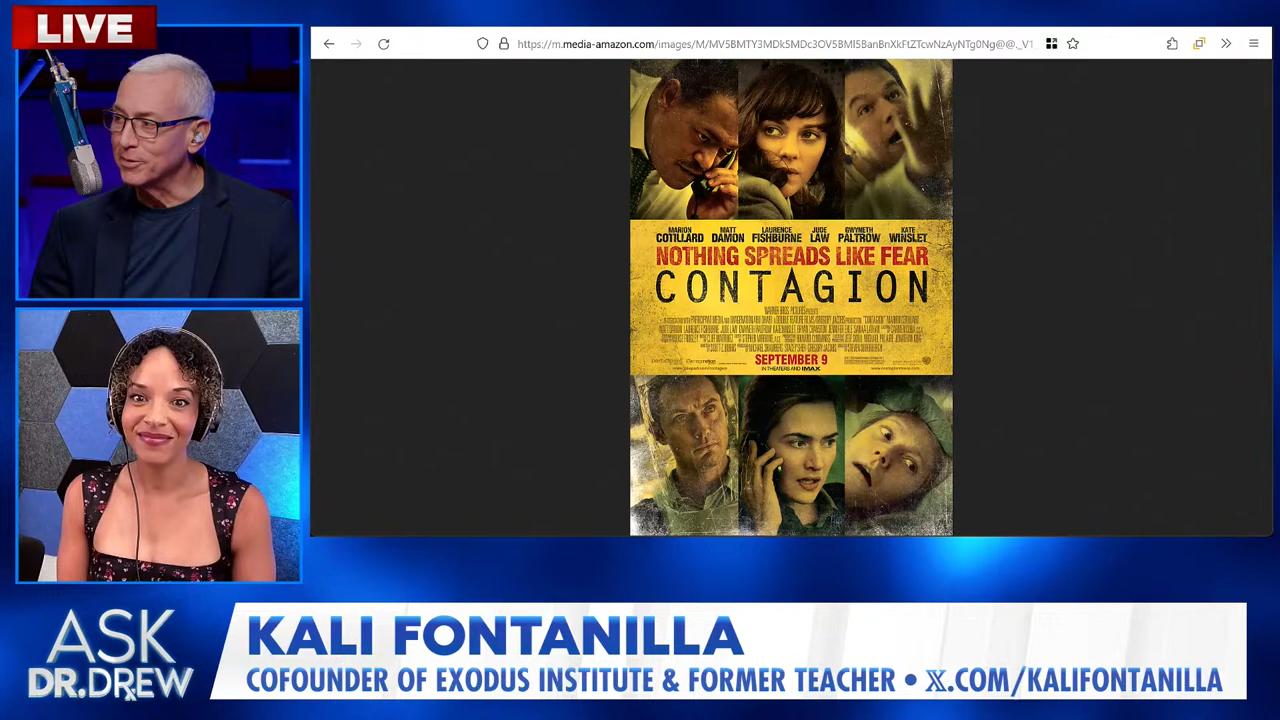 LIVE
https://m.media-amazon.com/images/M/MV5BMTY3MDk5MDc3OV5BMl5BanBnXkFtZTcwNzAyNTg0Ng@@._V1
MARION COTILLARD MATT DAMON LAURENCE FISHBURNE JUDE LAW GWYNETH PALTROW KATE WINSLET
NOTHING SPREADS LIKE FEAR
CONTAGION
SEPTEMBER 9
IN THEATERS AND IMAX
ASK
DR. DREW
KALI FONTANILLA
COFOUNDER OF EXODUS INSTITUTE & FORMER TEACHER • X.COM/KALIFONTANILLA